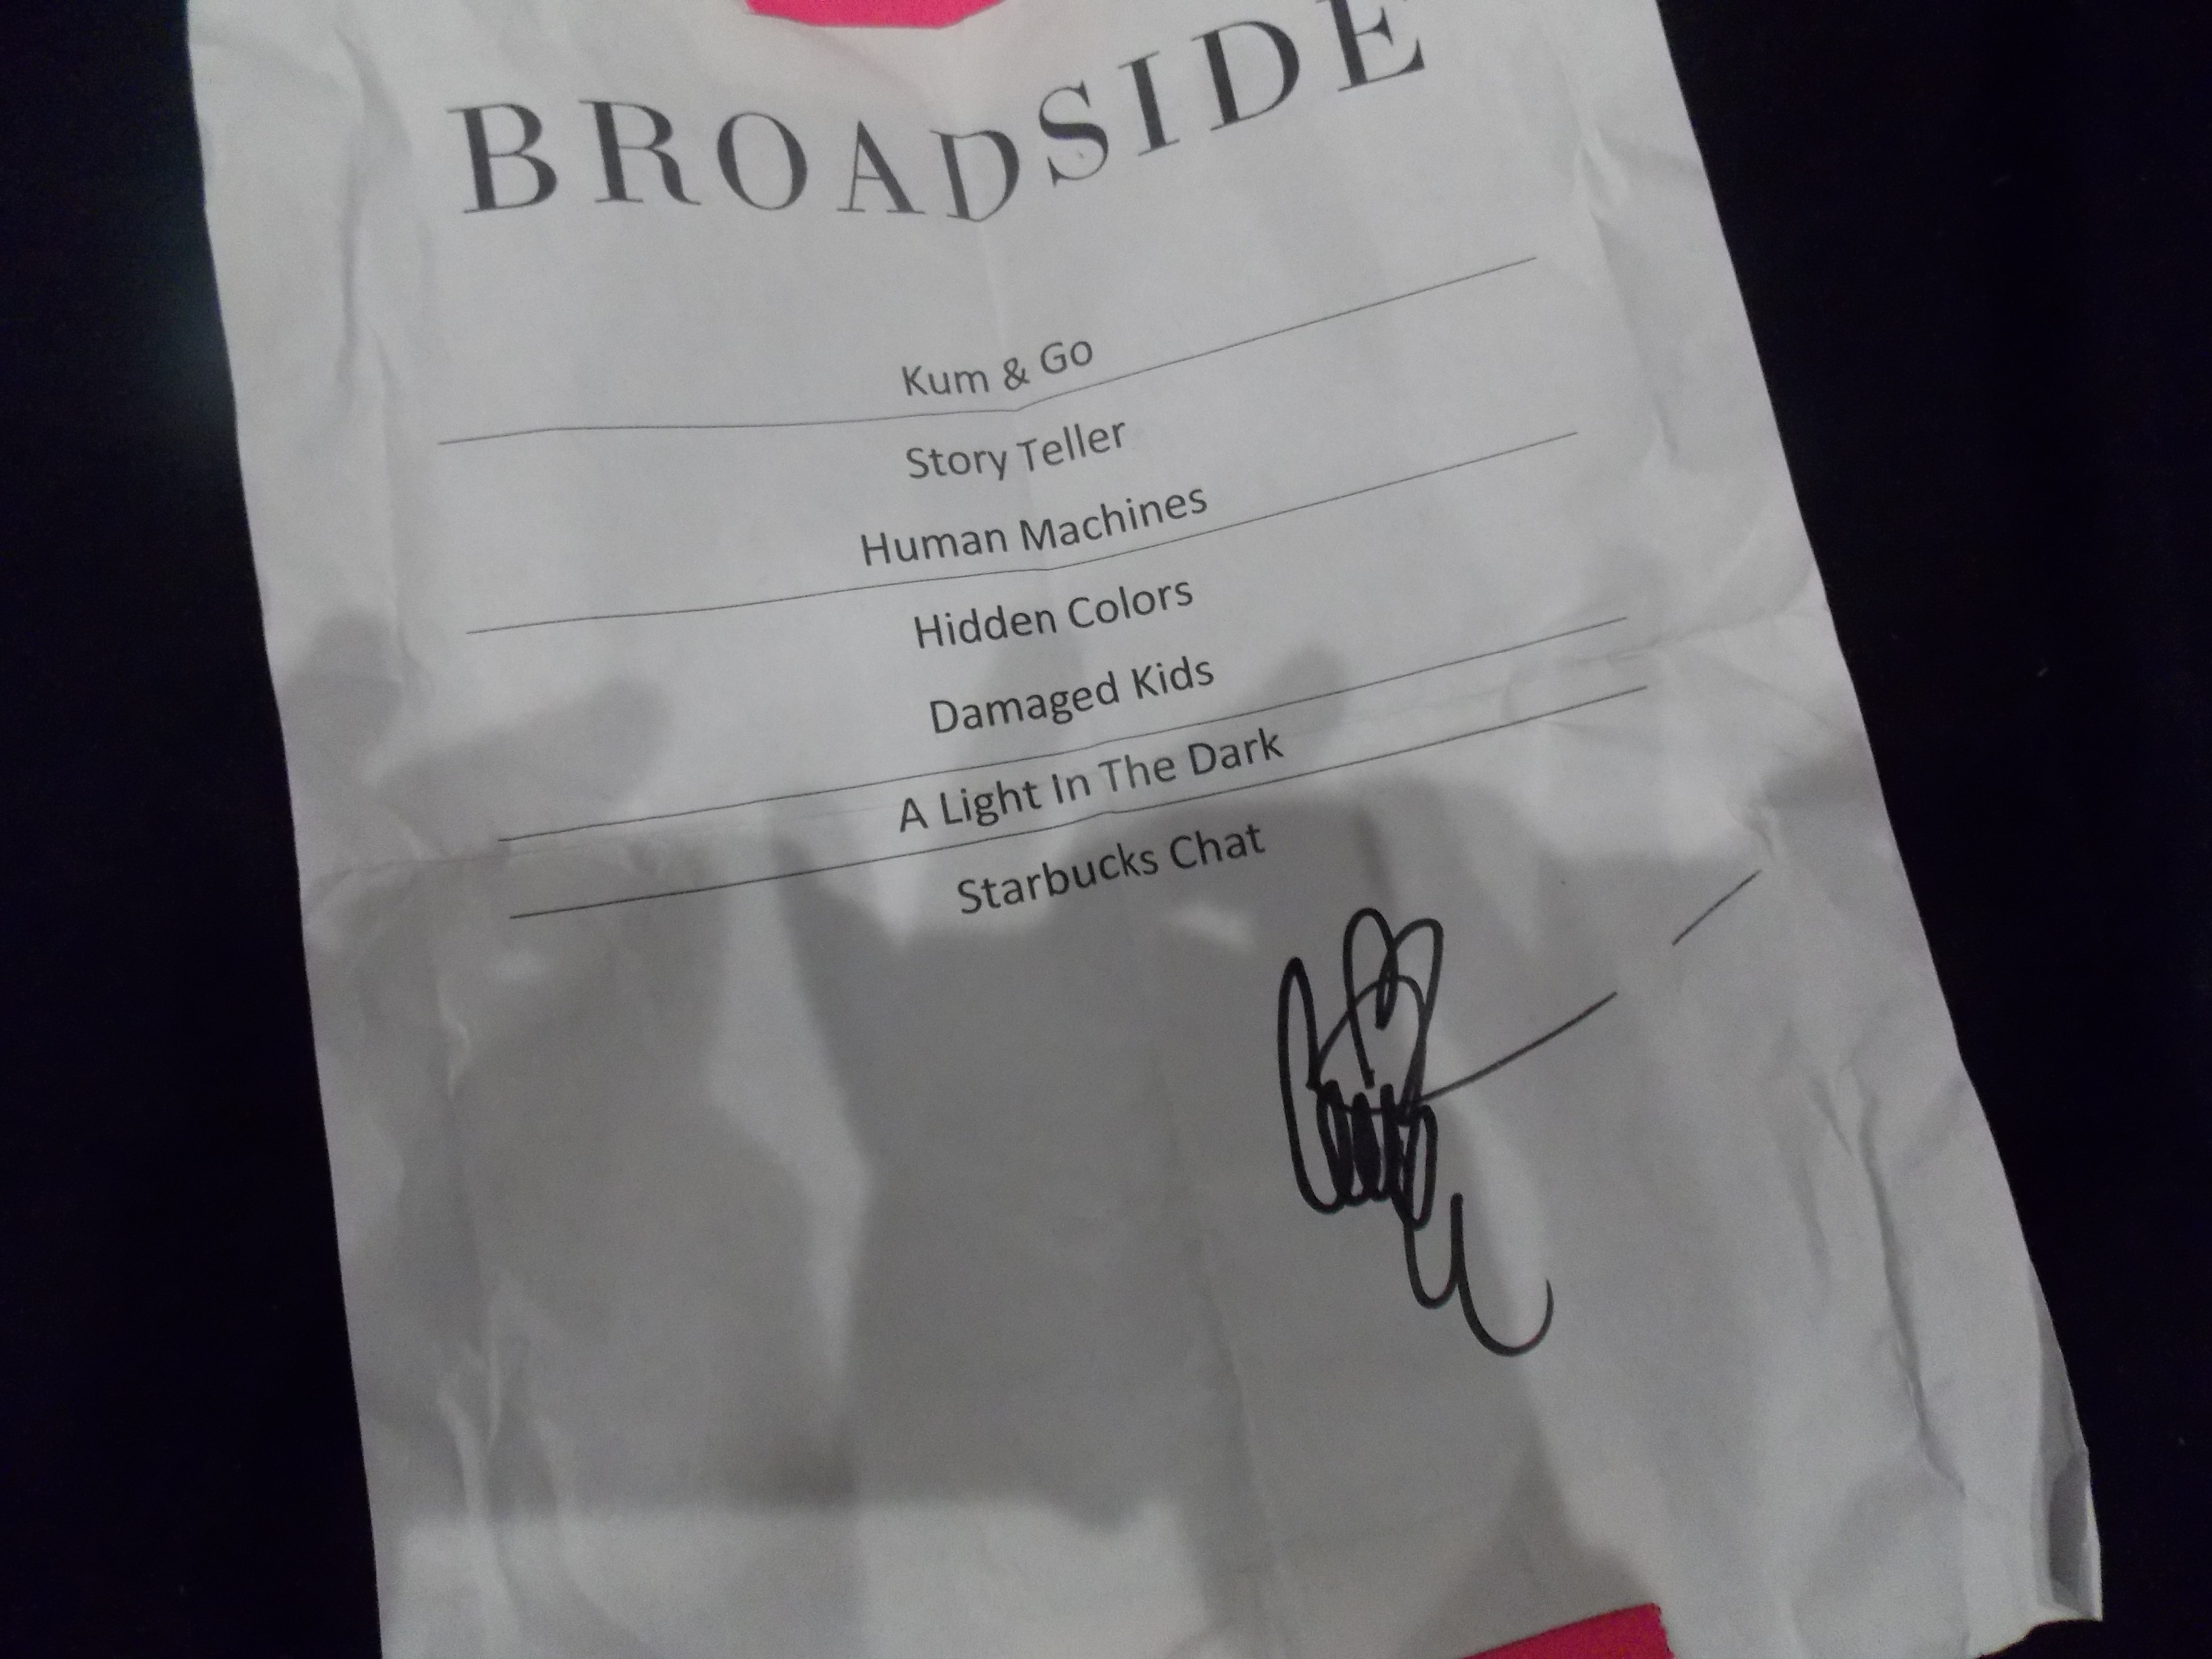 BROADSIDE
Kum & Go
Story Teller
Human Machines
Hidden Colors
Damaged Kids
A Light In The Dark
Starbucks Chat